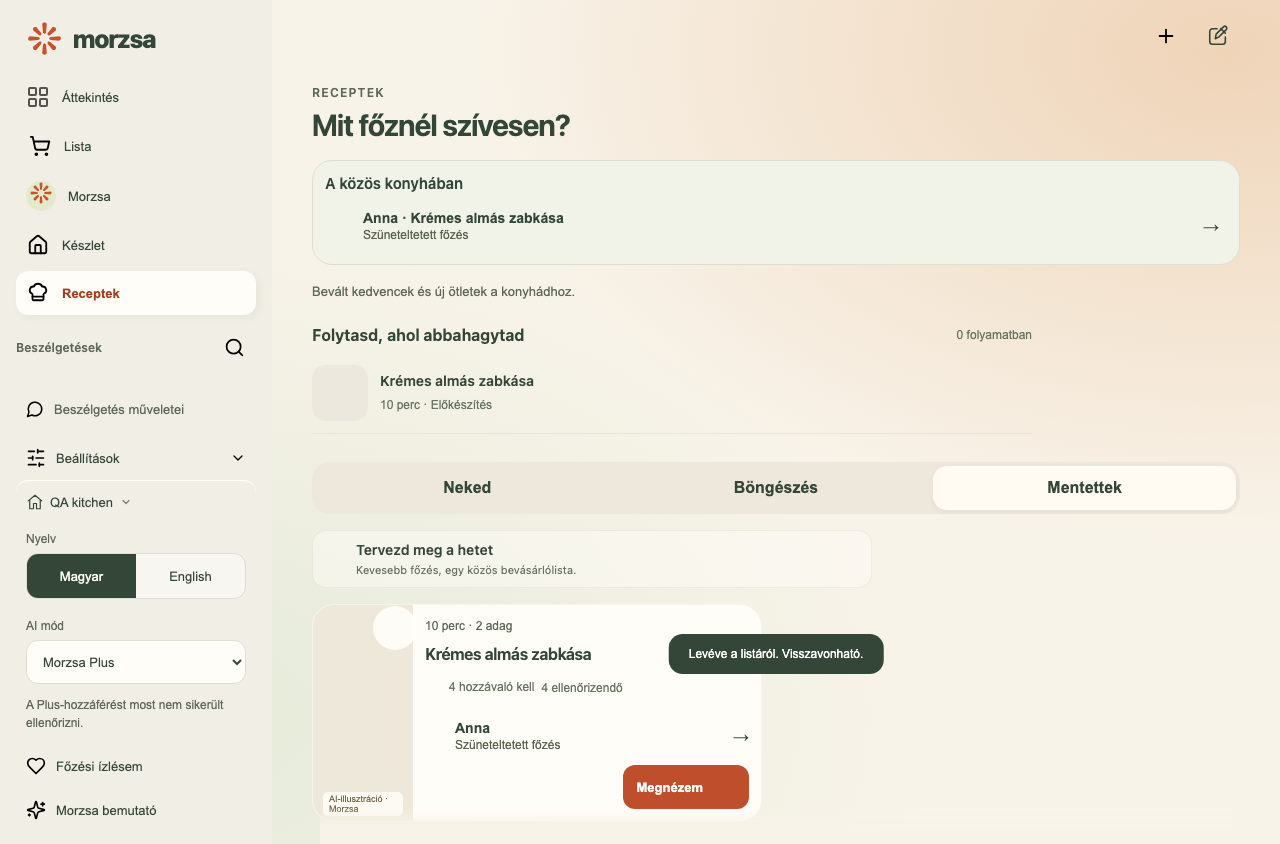 morzsa
Áttekintés
Lista
Morzsa
Készlet
Receptek
Beszélgetések
Beszélgetés műveletei
Beállítások
QA kitchen
Nyelv
Magyar English
AI mód
Morzsa Plus
A Plus-hozzáférést most nem sikerült
ellenőrizni.
Főzési ízlésem
Morzsa bemutató
RECEPTEK
Mit főznél szívesen?
A közös konyhában
Anna · Krémes almás zabkása
Szüneteltetett főzés
→
Bevált kedvencek és új ötletek a konyhádhoz.
Folytasd, ahol abbahagytad
0 folyamatban
Krémes almás zabkása
10 perc · Előkészítés
Neked Böngészés Mentettek
Tervezd meg a hetet
Kevesebb főzés, egy közös bevásárlólista.
10 perc · 2 adag
Krémes almás zabkása
Levéve a listáról. Visszavonható.
4 hozzávaló kell 4 ellenőrizendő
Anna
Szüneteltetett főzés
→
Megnézem
AI-illusztráció ·
Morzsa